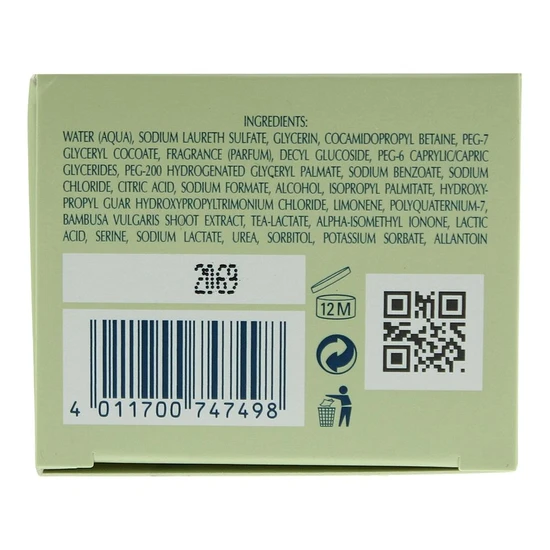 INGREDIENTS:
WATER (AQUA), SODIUM LAURETH SULFATE, GLYCERIN, COCAMIDOPROPYL BETAINE, PEG-7
GLYCERYL COCOATE, FRAGRANCE (PARFUM), DECYL GLUCOSIDE, PEG-6 CAPRYLIC/CAPRIC
GLYCERIDES, PEG-200 HYDROGENATED GLYCERYL PALMATE, SODIUM BENZOATE, SODIUM
CHLORIDE, CITRIC ACID, SODIUM FORMATE, ALCOHOL, ISOPROPYL PALMITATE, HYDROXY-
PROPYL GUAR HYDROXYPROPYLTRIMONIUM CHLORIDE, LIMONENE, POLYQUATERNIUM-7,
BAMBUSA VULGARIS SHOOT EXTRACT, TEA-LACTATE, ALPHA-ISOMETHYL IONONE, LACTIC
ACID, SERINE, SODIUM LACTATE, UREA, SORBITOL, POTASSIUM SORBATE, ALLANTOIN
2069
12 M
4 011700 747498